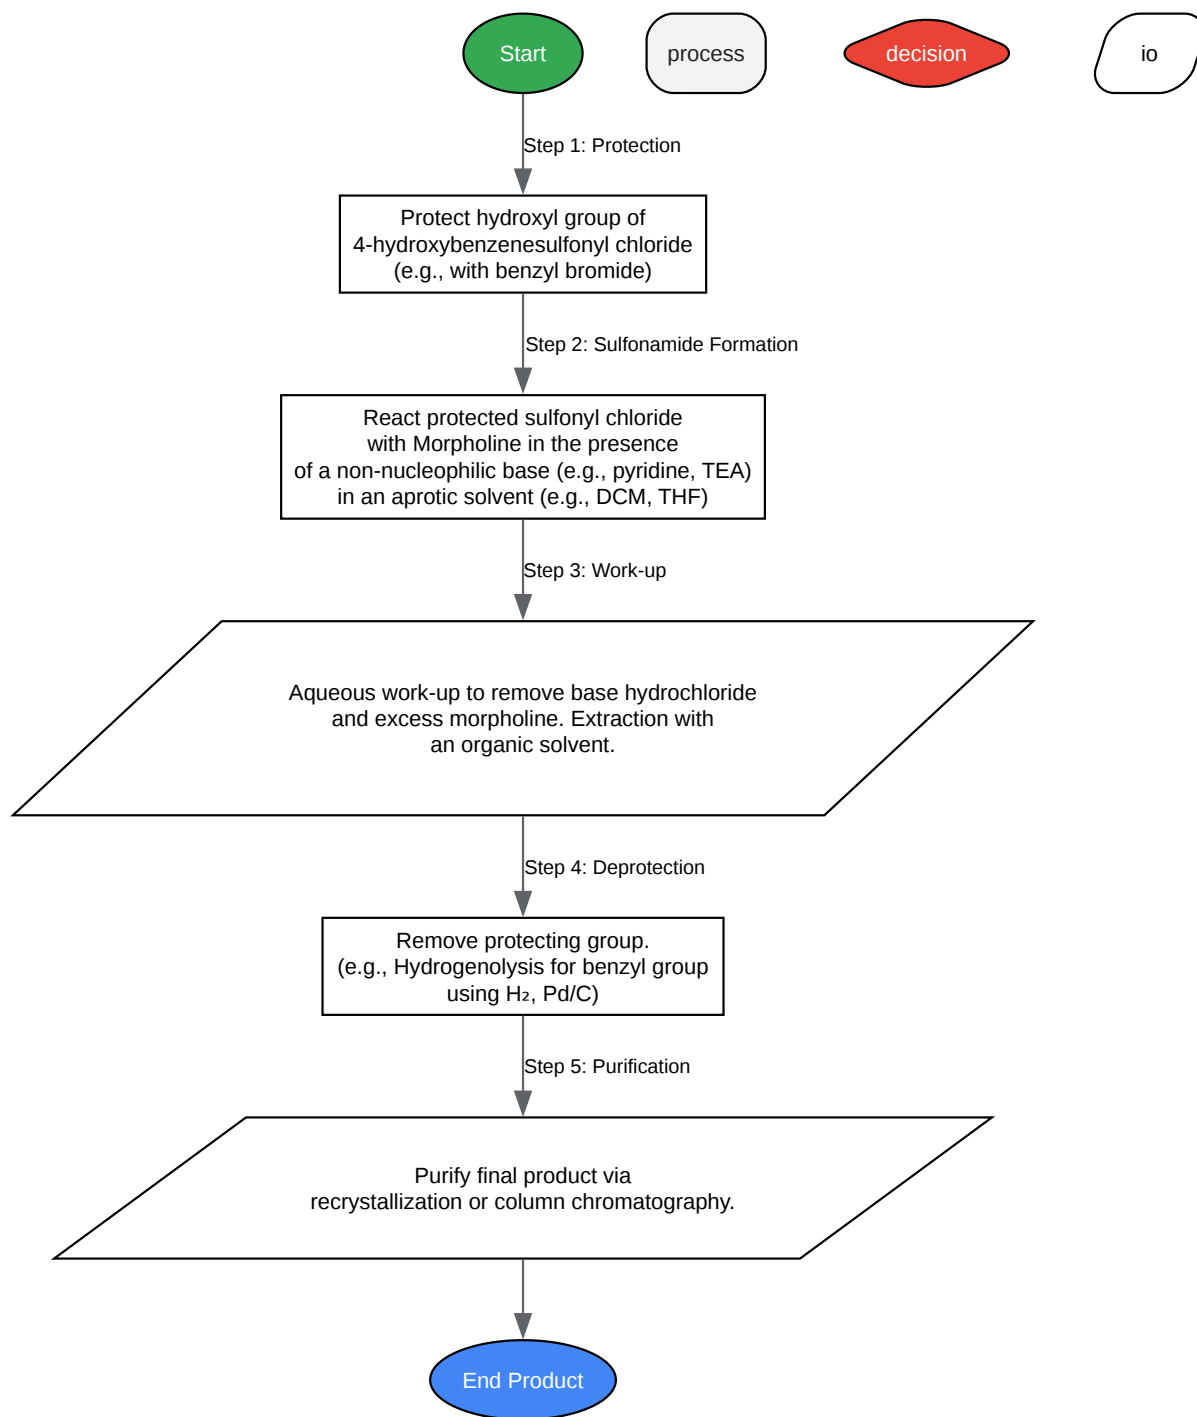 Start
process
decision
io
Step 1: Protection
Protect hydroxyl group of
4-hydroxybenzenesulfonyl chloride
(e.g., with benzyl bromide)
Step 2: Sulfonamide Formation
React protected sulfonyl chloride
with Morpholine in the presence
of a non-nucleophilic base (e.g., pyridine, TEA)
in an aprotic solvent (e.g., DCM, THF)
Step 3: Work-up
Aqueous work-up to remove base hydrochloride
and excess morpholine. Extraction with
an organic solvent.
Step 4: Deprotection
Remove protecting group.
(e.g., Hydrogenolysis for benzyl group
using H₂, Pd/C)
Step 5: Purification
Purify final product via
recrystallization or column chromatography.
End Product